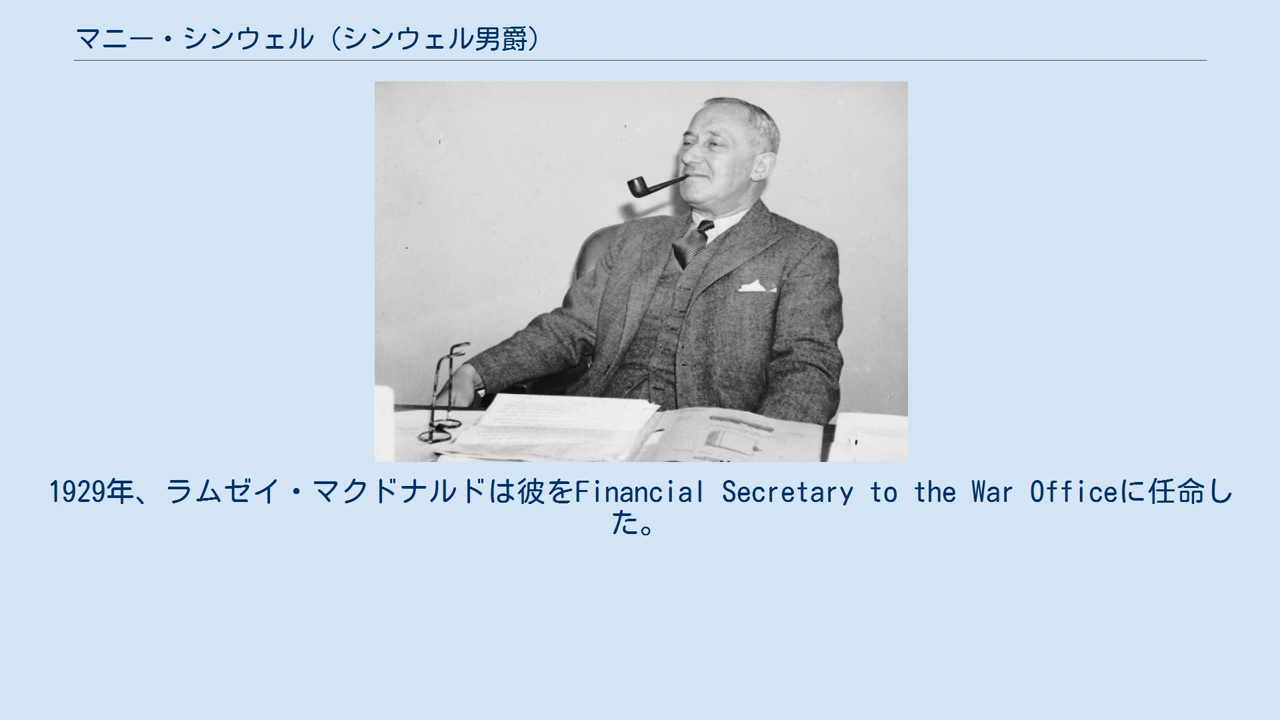 マニー・シンウェル（シンウェル男爵）
1929年、ラムゼイ・マクドナルドは彼をFinancial Secretary to the War Officeに任命し
た。